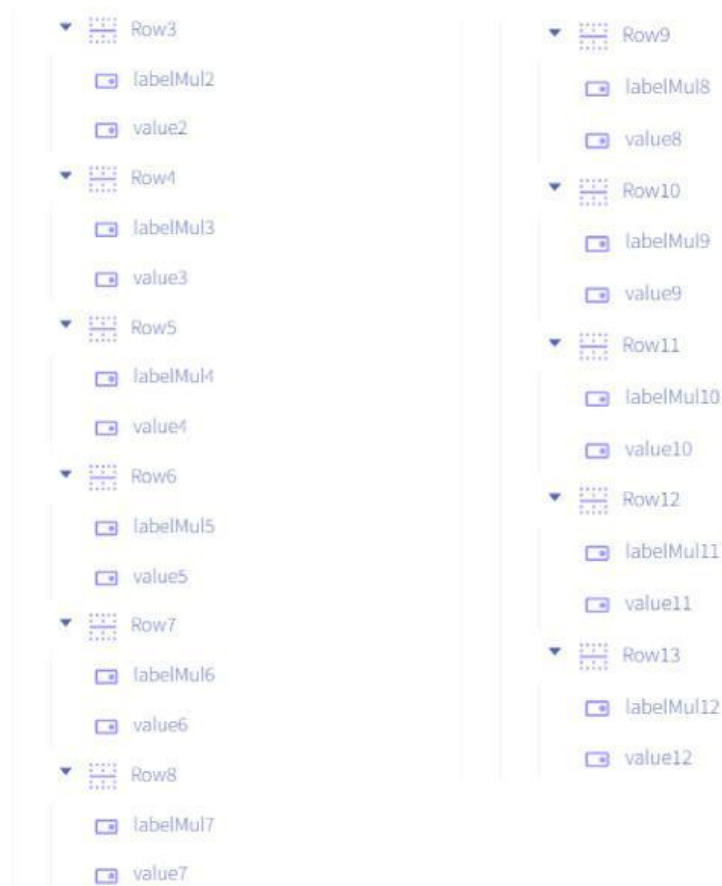 Row3
labelMul2
value2
Row4
labelMul3
value3
Row5
labelMul4
value4
Row6
labelMul5
value5
Row7
labelMul6
value6
Row8
labelMul7
value7
Row9
labelMul8
value8
Row10
labelMul9
value9
Row11
labelMul10
value10
Row12
labelMul11
value11
Row13
labelMul12
value12